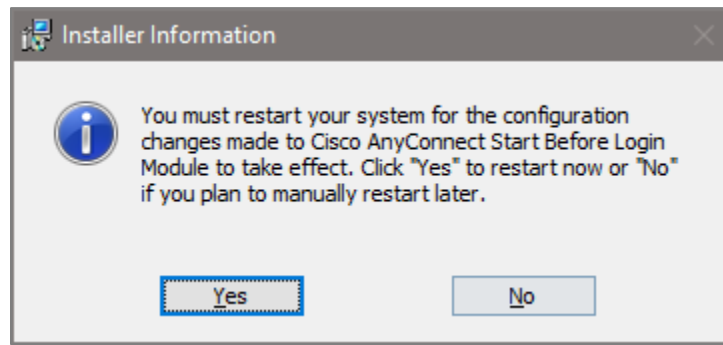 Installer Information
You must restart your system for the configuration
changes made to Cisco AnyConnect Start Before Login
Module to take effect. Click "Yes" to restart now or "No"
if you plan to manually restart later.
Yes
No